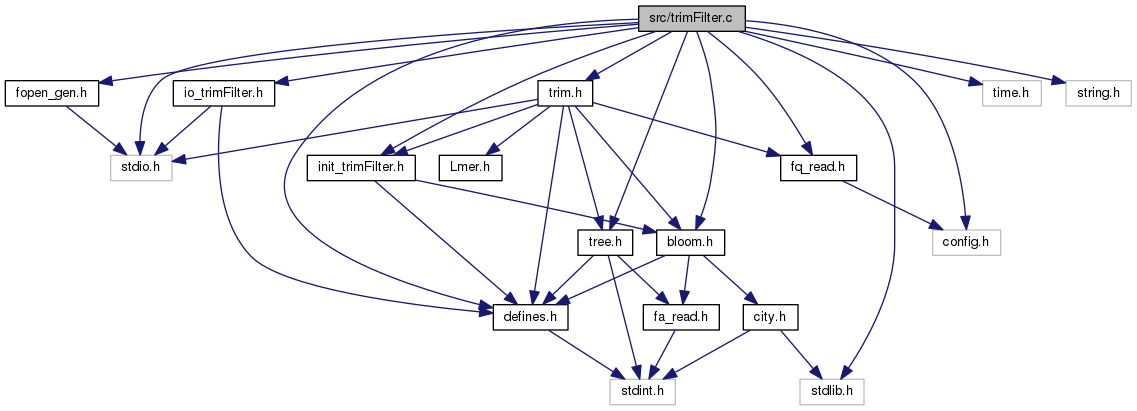 src/trimFilter.c
fopen_gen.h
io_trimFilter.h
trim.h
time.h
string.h
stdio.h
init_trimFilter.h
Lmer.h
fq_read.h
tree.h
bloom.h
config.h
defines.h
fa_read.h
city.h
stdint.h
stdlib.h